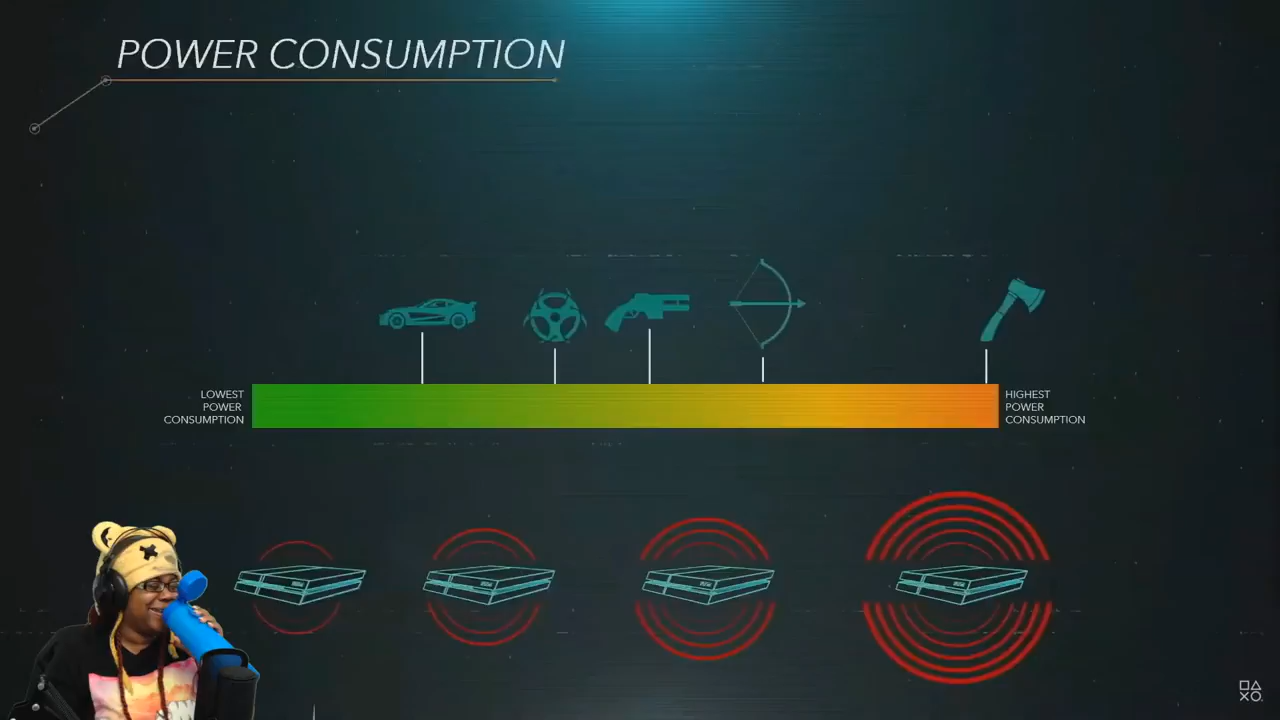 POWER CONSUMPTION
LOWEST
POWER
CONSUMPTION
HIGHEST
POWER
CONSUMPTION